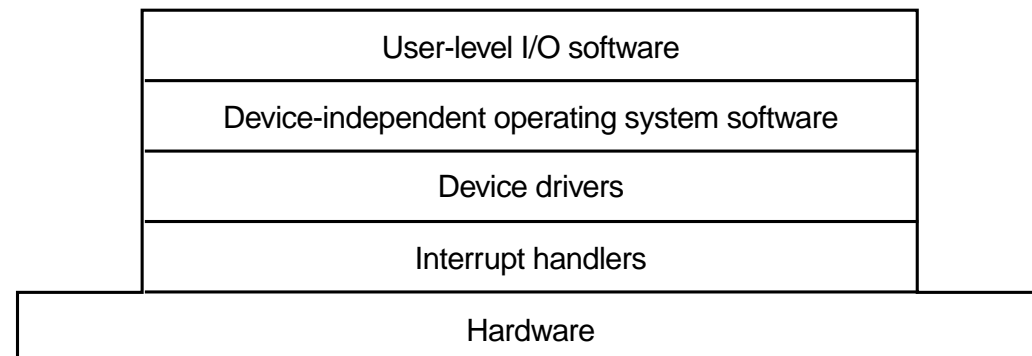 User-level I/O software
Device-independent operating system software
Device drivers
Interrupt handlers
Hardware